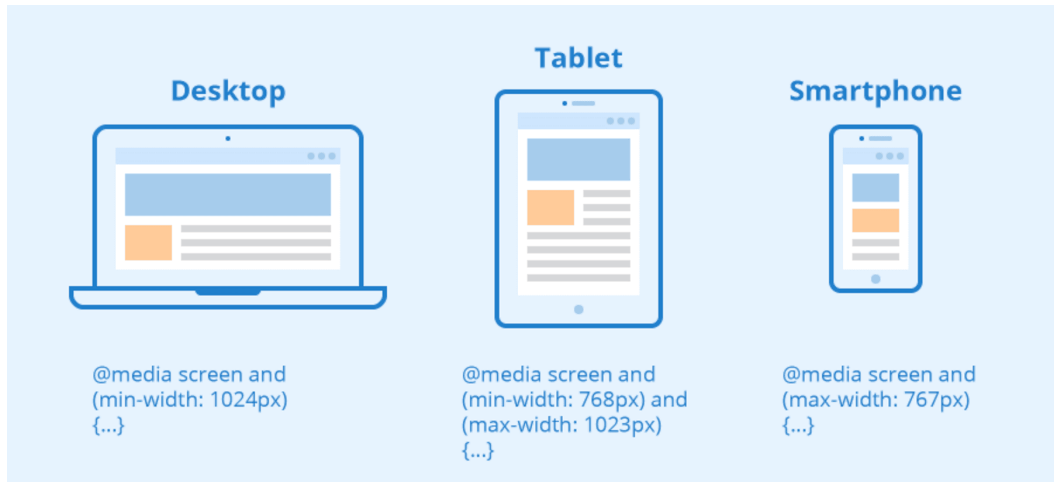 Desktop
Tablet
Smartphone
@media screen and
(min-width: 1024px)
{...}
@media screen and
(min-width: 768px) and
(max-width: 1023px)
{...}
@media screen and
(max-width: 767px)
{...}